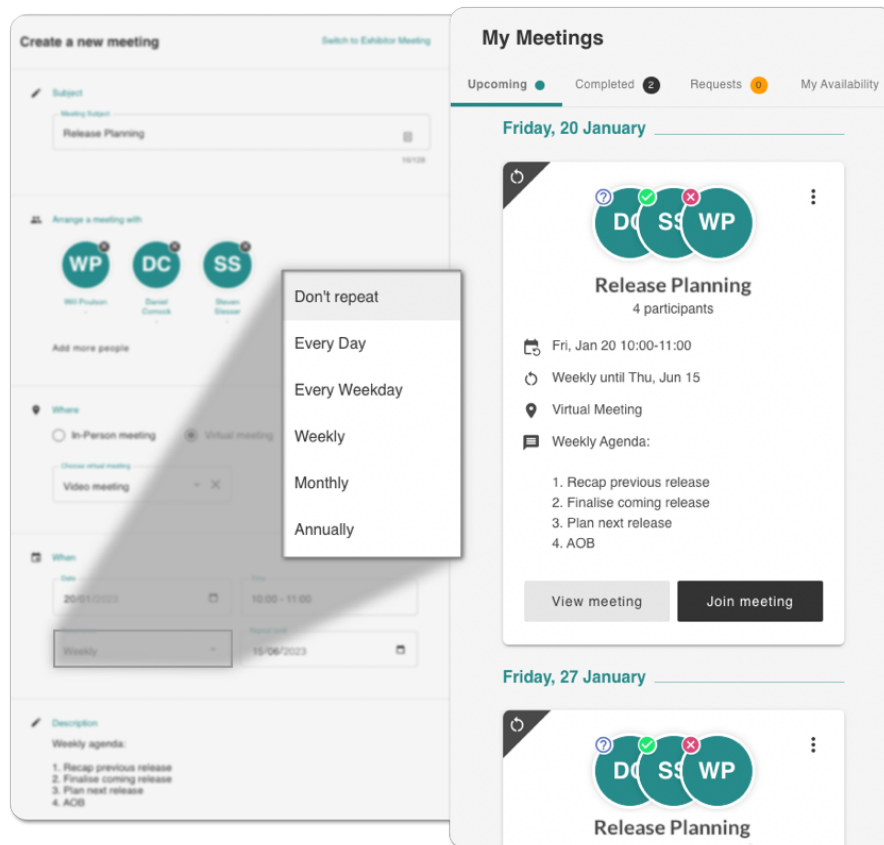 Create a new meeting
Switch to Exhibitor Meeting
Subject
Meeting Subject
Release Planning
16/128
Arrange a meeting with
WP
DC
SS
Will Poulson
Daniel
Steven
-
-
-
Add more people
Where
In-Person meeting
Virtual meeting
Choose virtual meeting
Video meeting
When
Date
20/01/2023
Time
10:00 - 11:00
Weekly
Repeat Until
15/06/2023
Description
Weekly agenda:
1. Recap previous release
2. Finalise coming release
3. Plan next release
4. AOB
Don't repeat
Every Day
Every Weekday
Weekly
Monthly
Annually
My Meetings
Upcoming
Completed 2
Requests 0
My Availability
Friday, 20 January
DC SS WP
Release Planning
4 participants
Fri, Jan 20 10:00-11:00
Weekly until Thu, Jun 15
Virtual Meeting
Weekly Agenda:
1. Recap previous release
2. Finalise coming release
3. Plan next release
4. AOB
View meeting
Join meeting
Friday, 27 January
DC SS WP
Release Planning